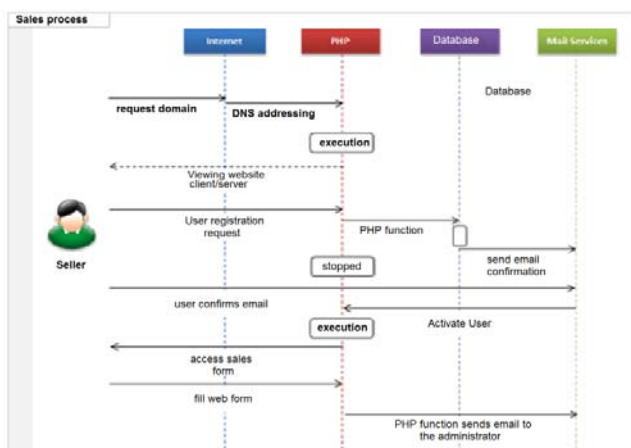 Sales process
Internet
PHP
Database
Mail Services
Database
request domain
DNS addressing
execution
Viewing website
client/server
User registration
request
PHP function
send email
confirmation
Seller
stopped
user confirms email
Activate User
execution
access sales
form
fill web form
PHP function sends email to
the administrator